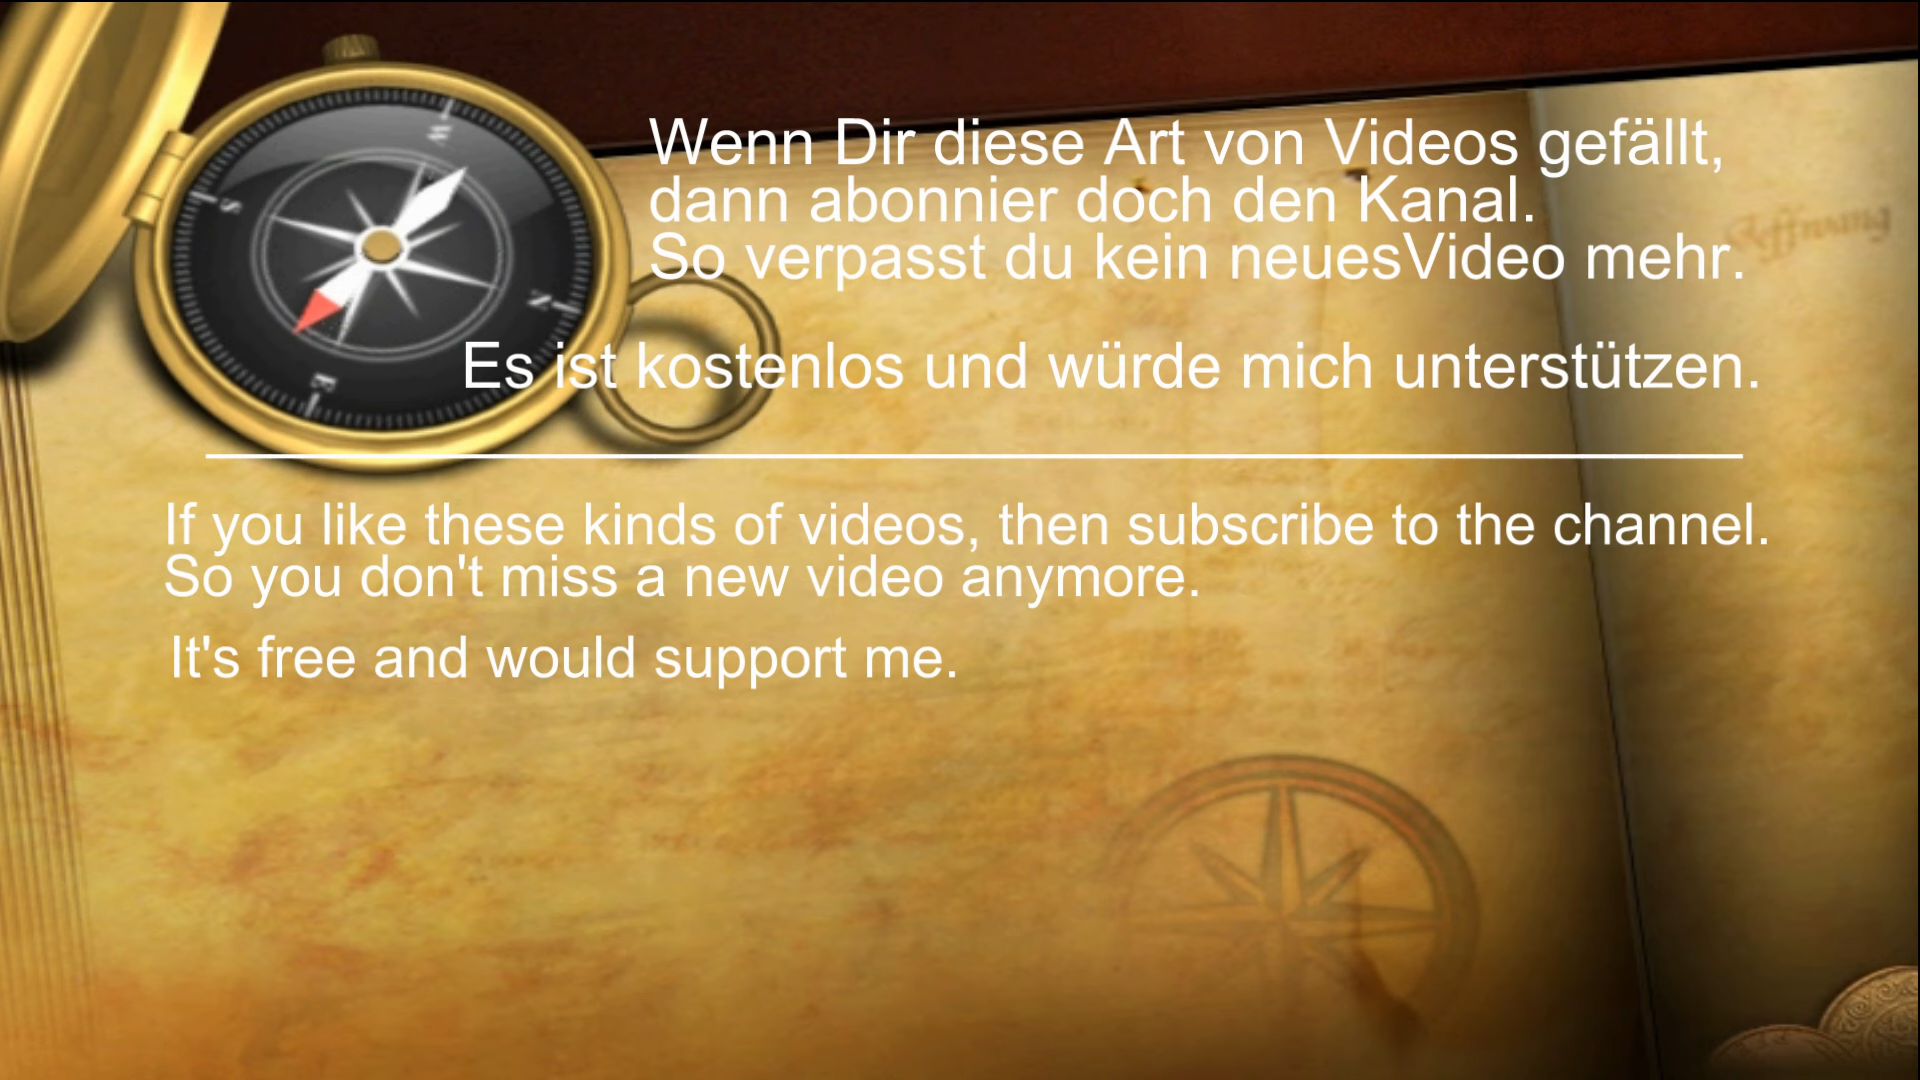 Wenn Dir diese Art von Videos gefällt,
dann abonnier doch den Kanal.
So verpasst du kein neuesVideo mehr.
Es ist kostenlos und würde mich unterstützen.
If you like these kinds of videos, then subscribe to the channel.
So you don't miss a new video anymore.
It's free and would support me.
W
S
N
E